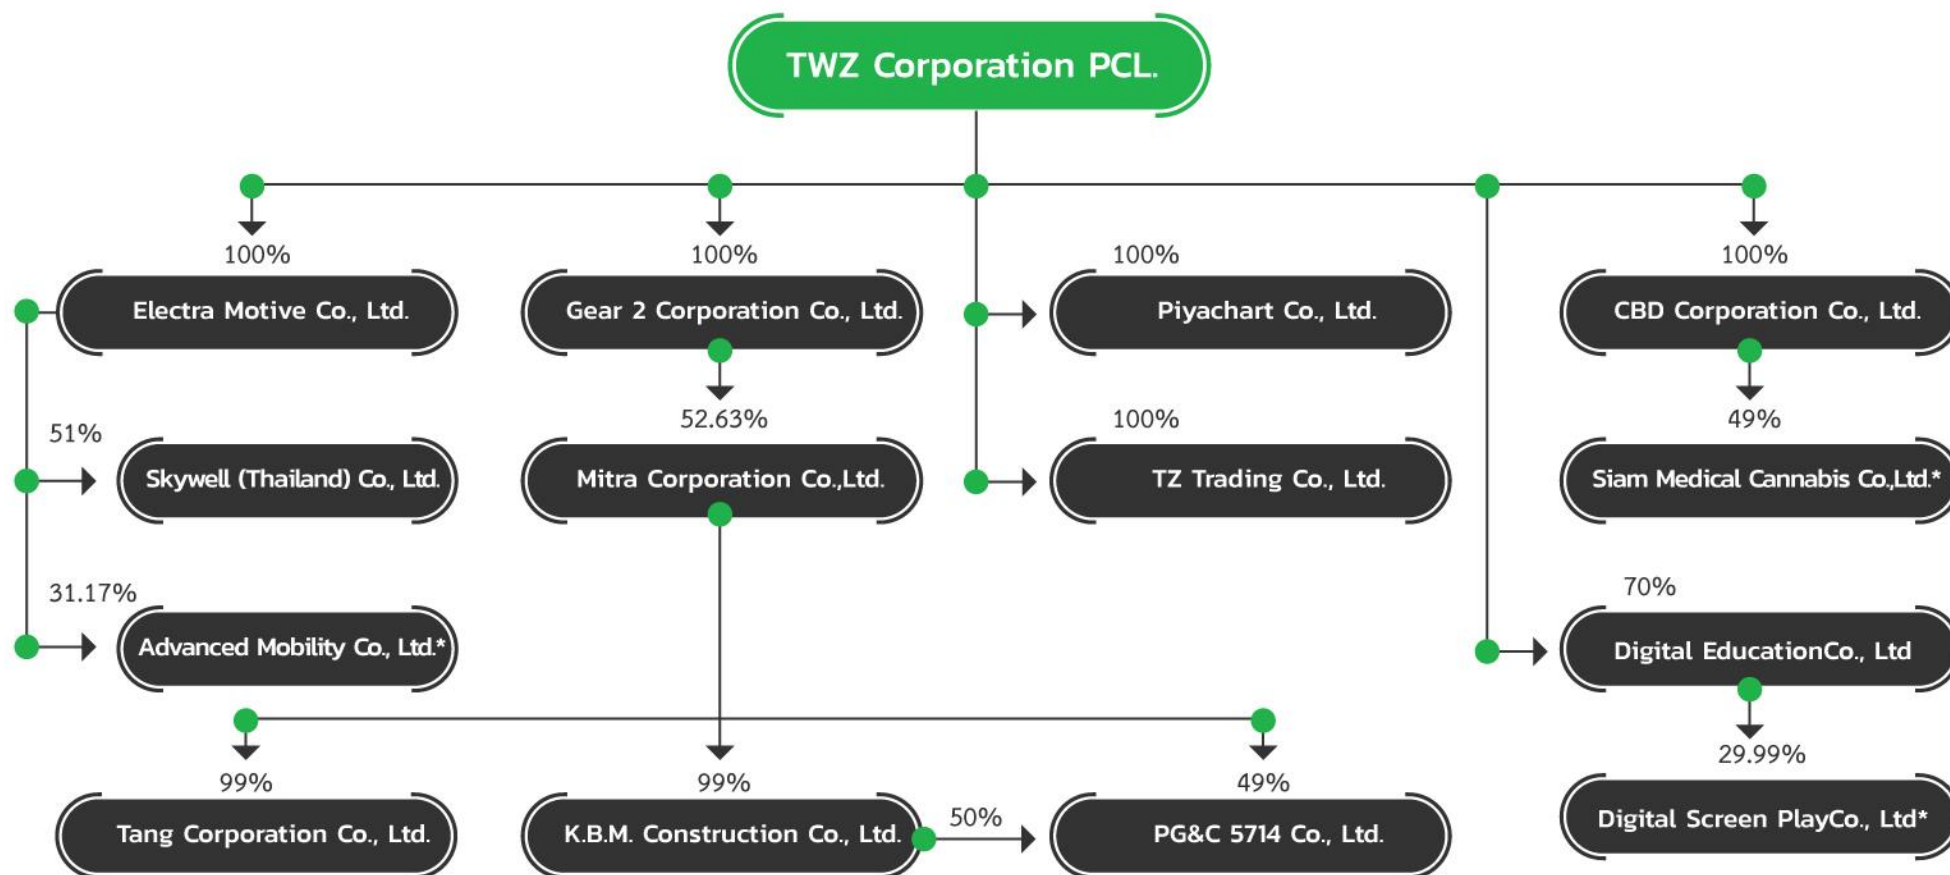 TWZ Corporation PCL.
100%
100%
100%
100%
Electra Motive Co., Ltd.
Gear 2 Corporation Co., Ltd.
Piyachart Co., Ltd.
CBD Corporation Co., Ltd.
51%
52.63%
100%
49%
Skywell (Thailand) Co., Ltd.
Mitra Corporation Co.,Ltd.
TZ Trading Co., Ltd.
Siam Medical Cannabis Co.,Ltd.*
31.17%
70%
Advanced Mobility Co., Ltd.*
Digital EducationCo., Ltd
99%
99%
49%
29.99%
Tang Corporation Co., Ltd.
K.B.M. Construction Co., Ltd.
50%
PG&C 5714 Co., Ltd.
Digital Screen PlayCo., Ltd*